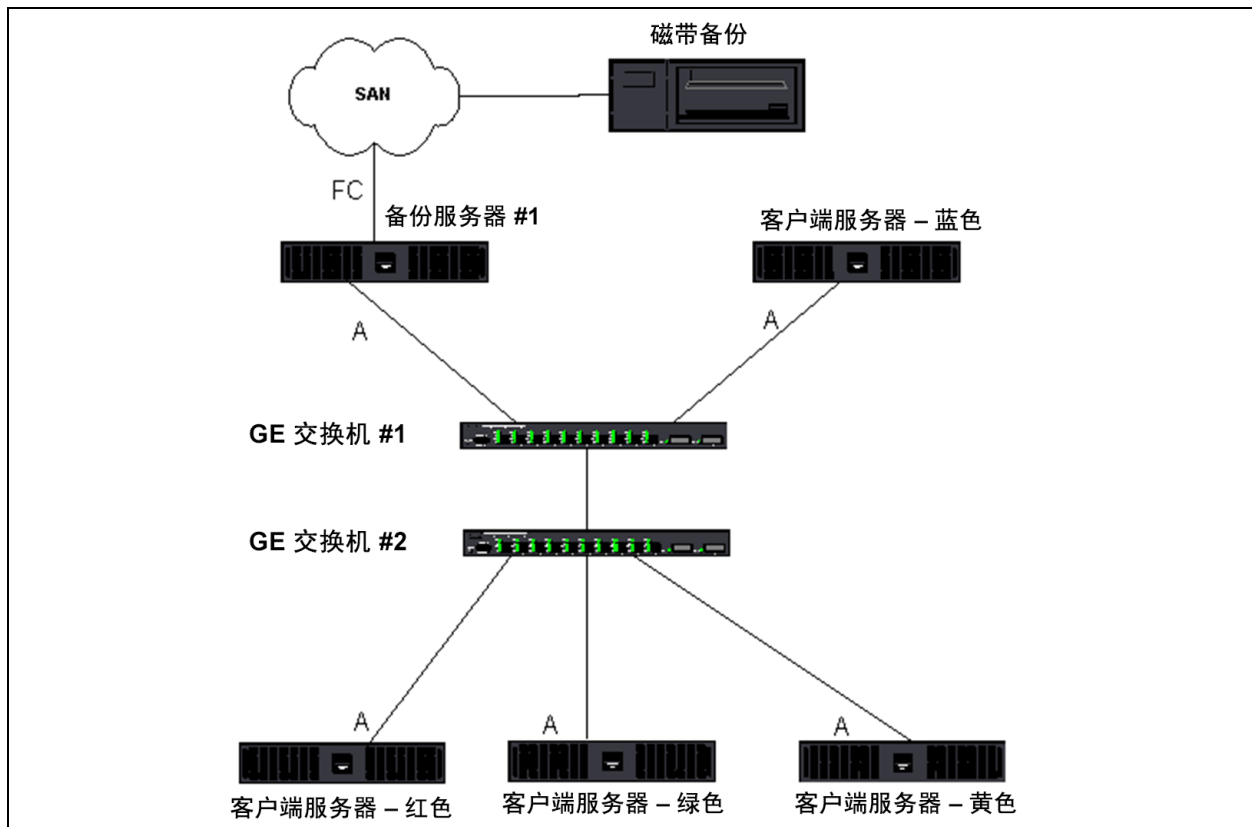 磁带备份
SAN
FC
备份服务器 #1
客户端服务器 – 蓝色
A
A
GE 交换机 #1
GE 交换机 #2
A
A
A
客户端服务器 – 红色
客户端服务器 – 绿色
客户端服务器 – 黄色